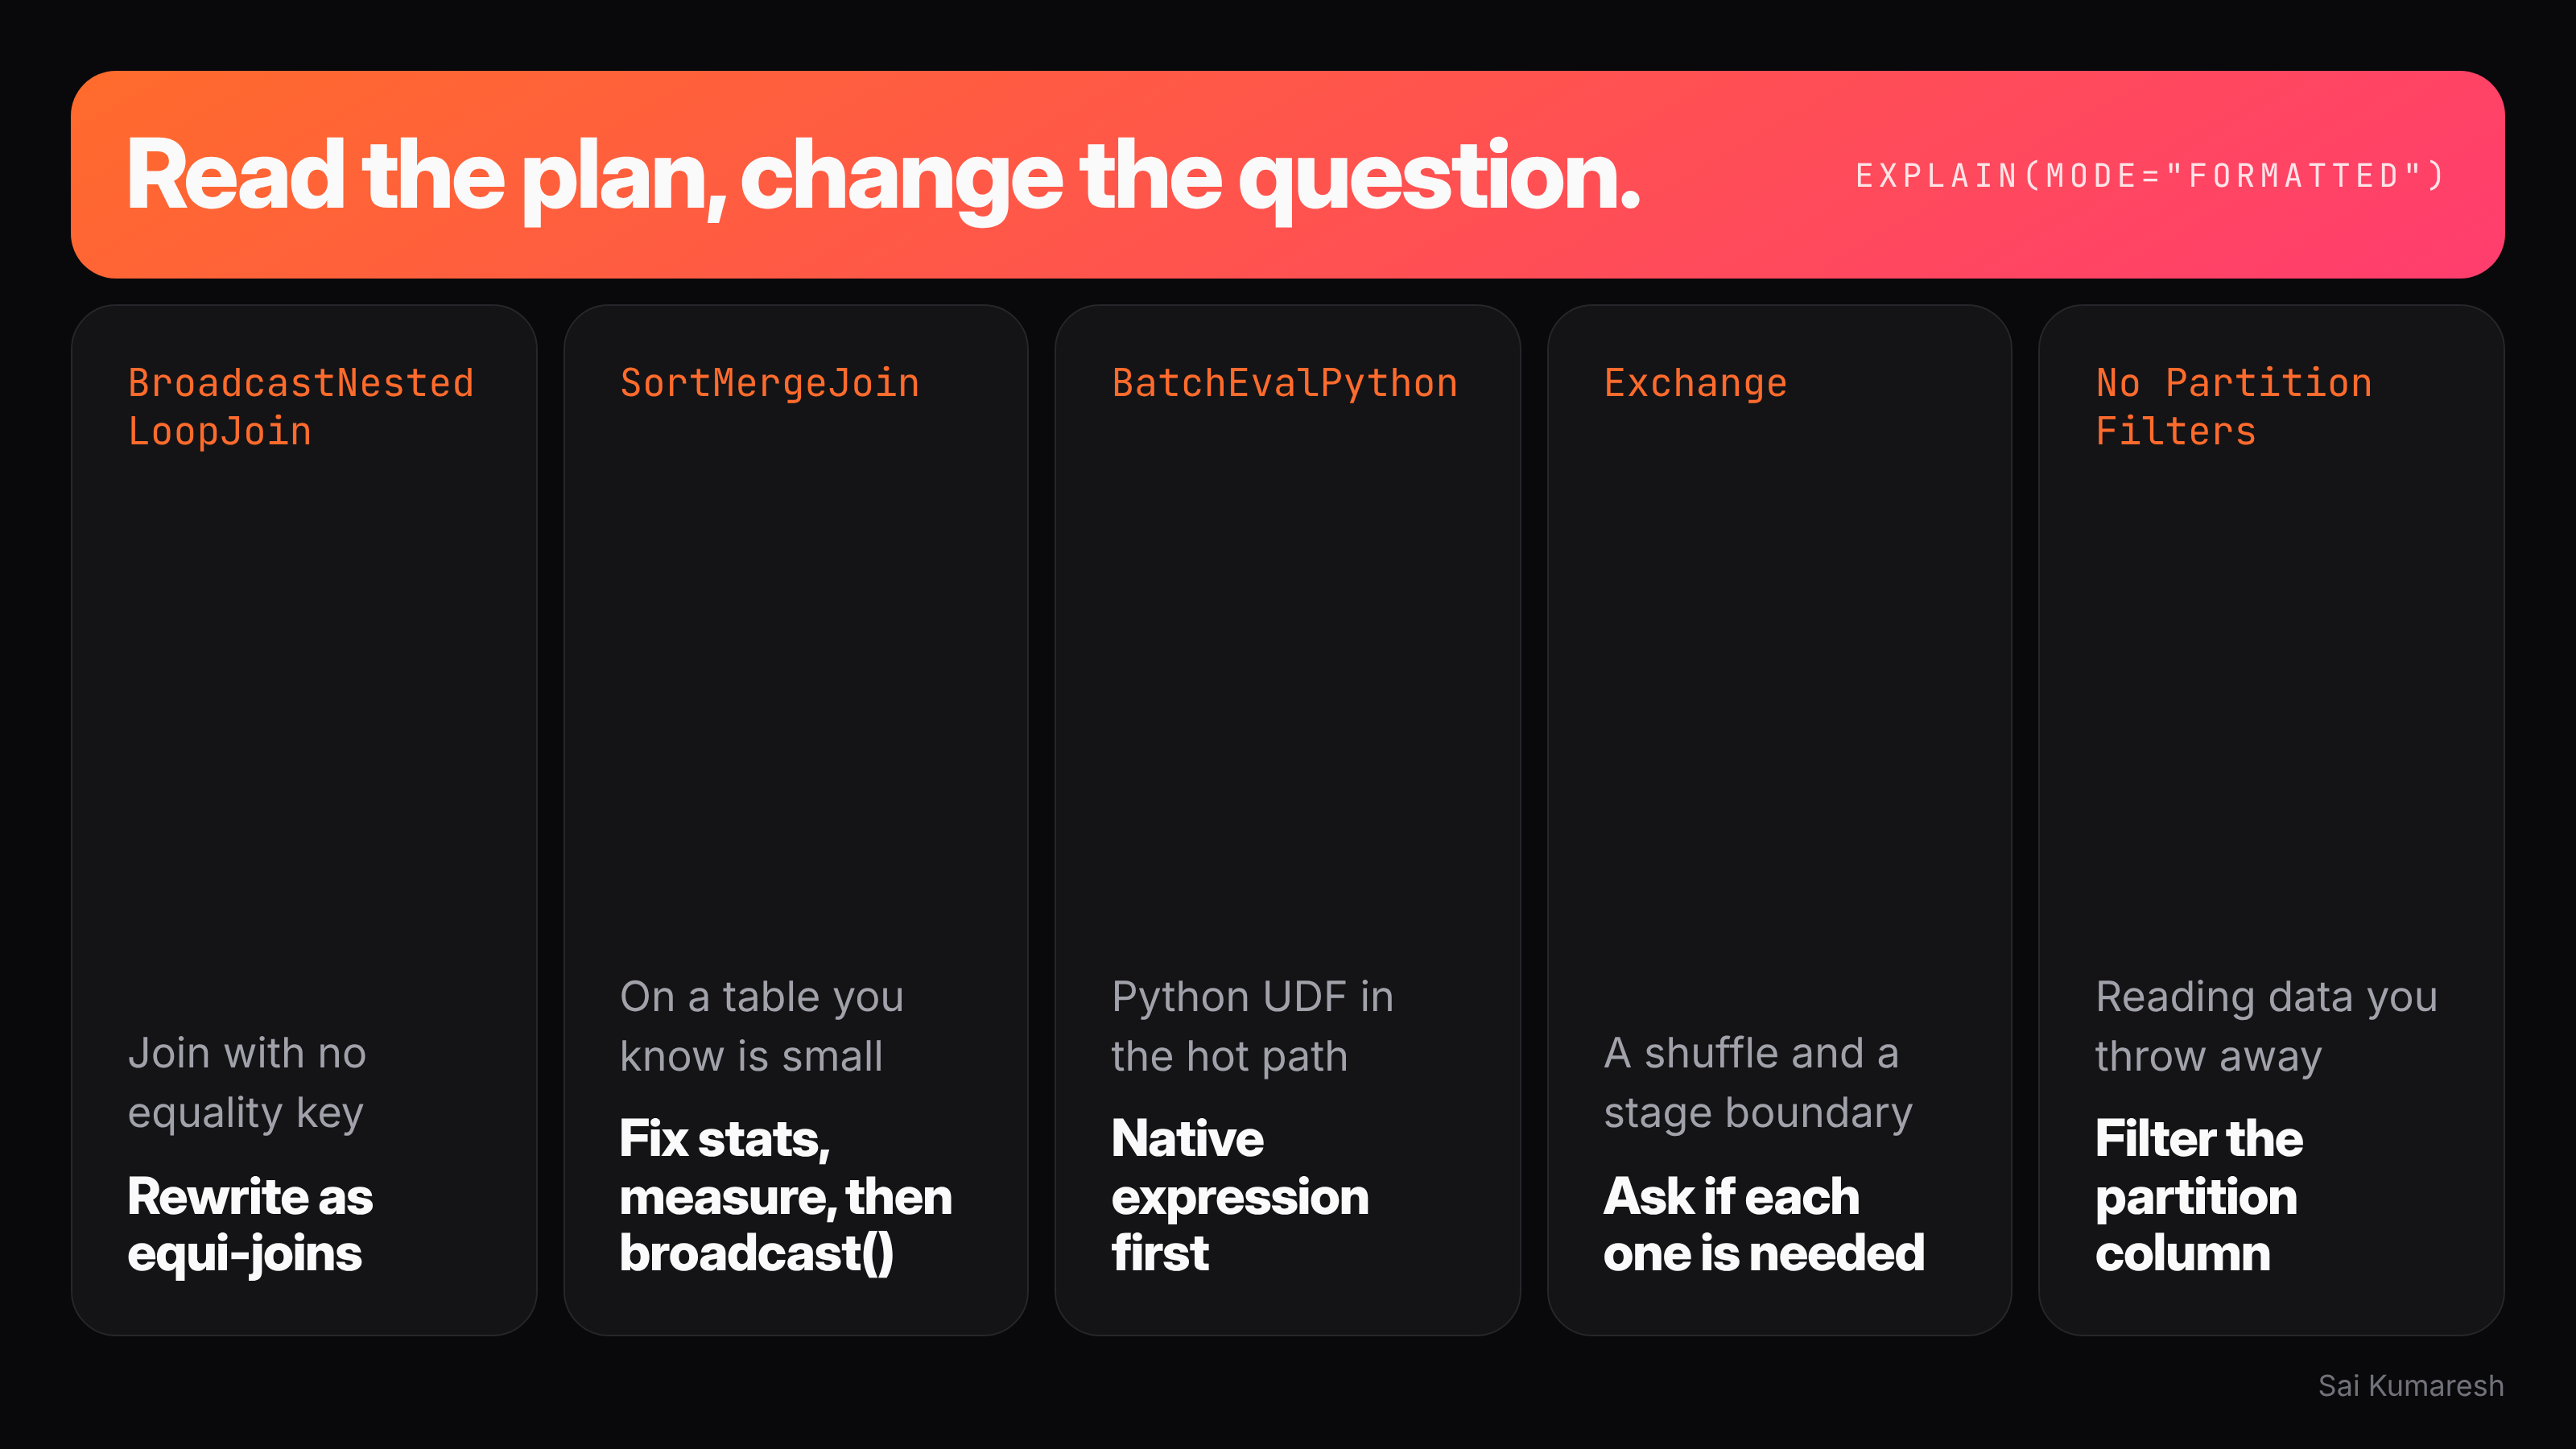 Read the plan, change the question.
EXPLAIN(MODE="FORMATTED")
BroadcastNested
LoopJoin
Join with no
equality key
Rewrite as
equi-joins
SortMergeJoin
On a table you
know is small
Fix stats,
measure, then
broadcast()
BatchEvalPython
Python UDF in
the hot path
Native
expression
first
Exchange
A shuffle and a
stage boundary
Ask if each
one is needed
No Partition
Filters
Reading data you
throw away
Filter the
partition
column
Sai Kumaresh